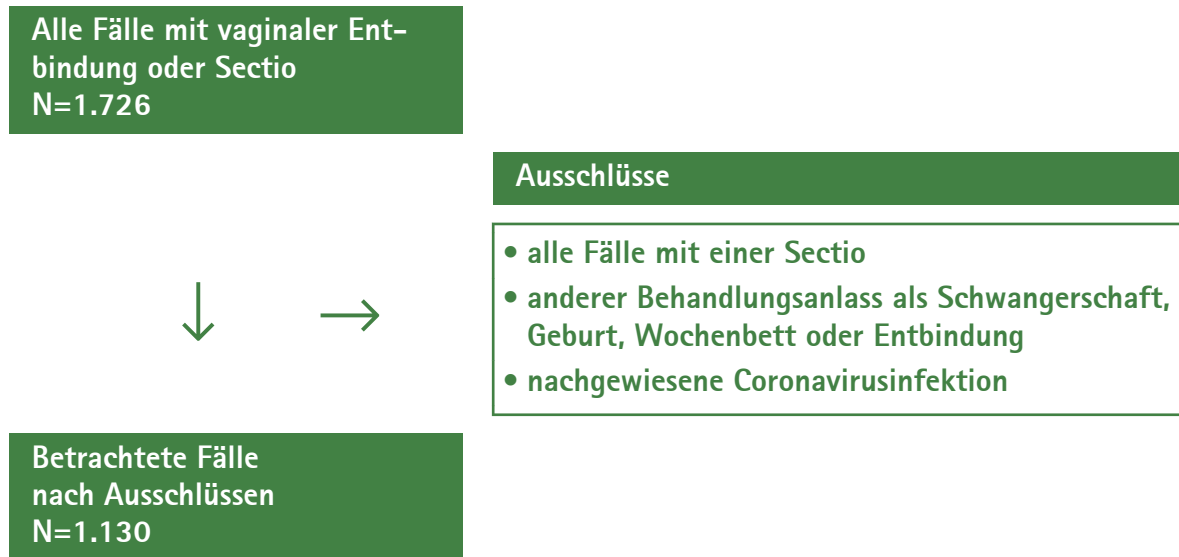 Alle Fälle mit vaginaler Ent-
bindung oder Sectio
N=1.726
Ausschlüsse
• alle Fälle mit einer Sectio
• anderer Behandlungsanlass als Schwangerschaft,
Geburt, Wochenbett oder Entbindung
• nachgewiesene Coronavirusinfektion
Betrachtete Fälle
nach Ausschlüssen
N=1.130